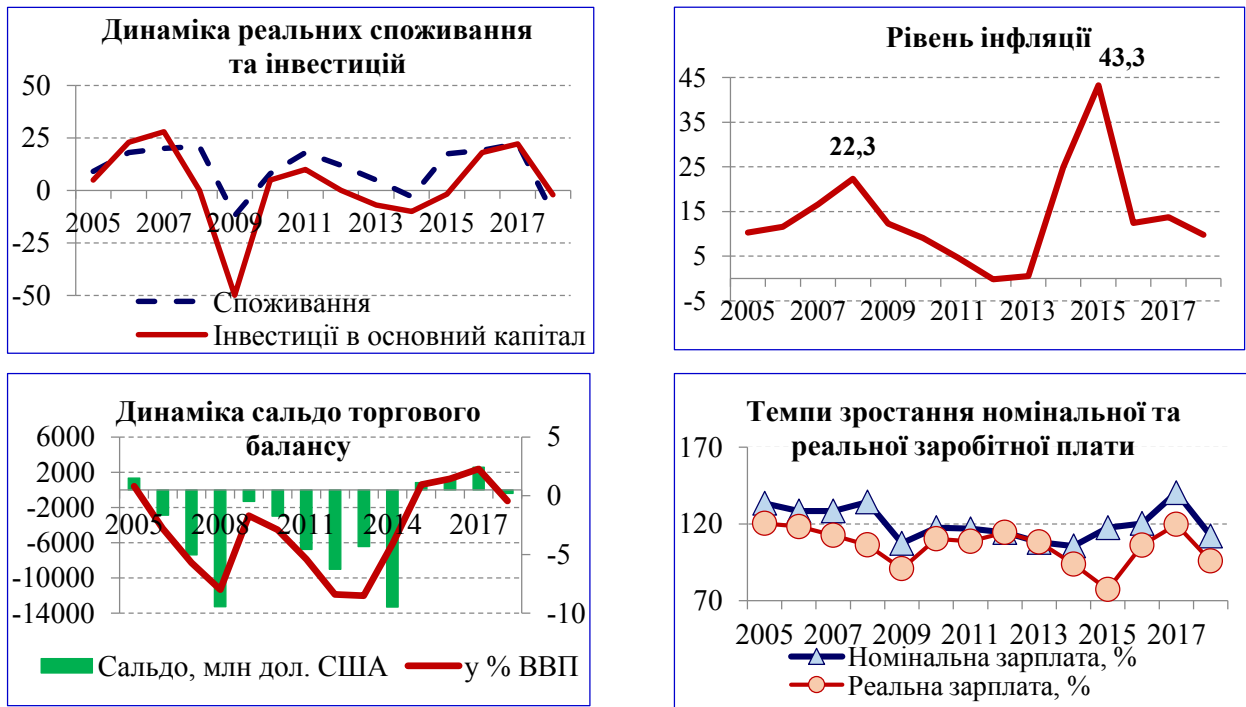 Динаміка реальних споживання
та інвестицій
50
25
0
-25
-50
2005 2007 2009 2011 2013 2015 2017
Споживання
Інвестиції в основний капітал
Рівень інфляції
43,3
22,3
45
35
25
15
5
-5
2005 2007 2009 2011 2013 2015 2017
Динаміка сальдо торгового
балансу
6000
2000
-2000
-6000
-10000
-14000
5
0
-5
-10
2005 2008 2011 2014 2017
Сальдо, млн дол. США у % ВВП
Темпи зростання номінальної та
реальної заробітної плати
170
120
70
2005 2007 2009 2011 2013 2015 2017
Номінальна зарплата, %
Реальна зарплата, %